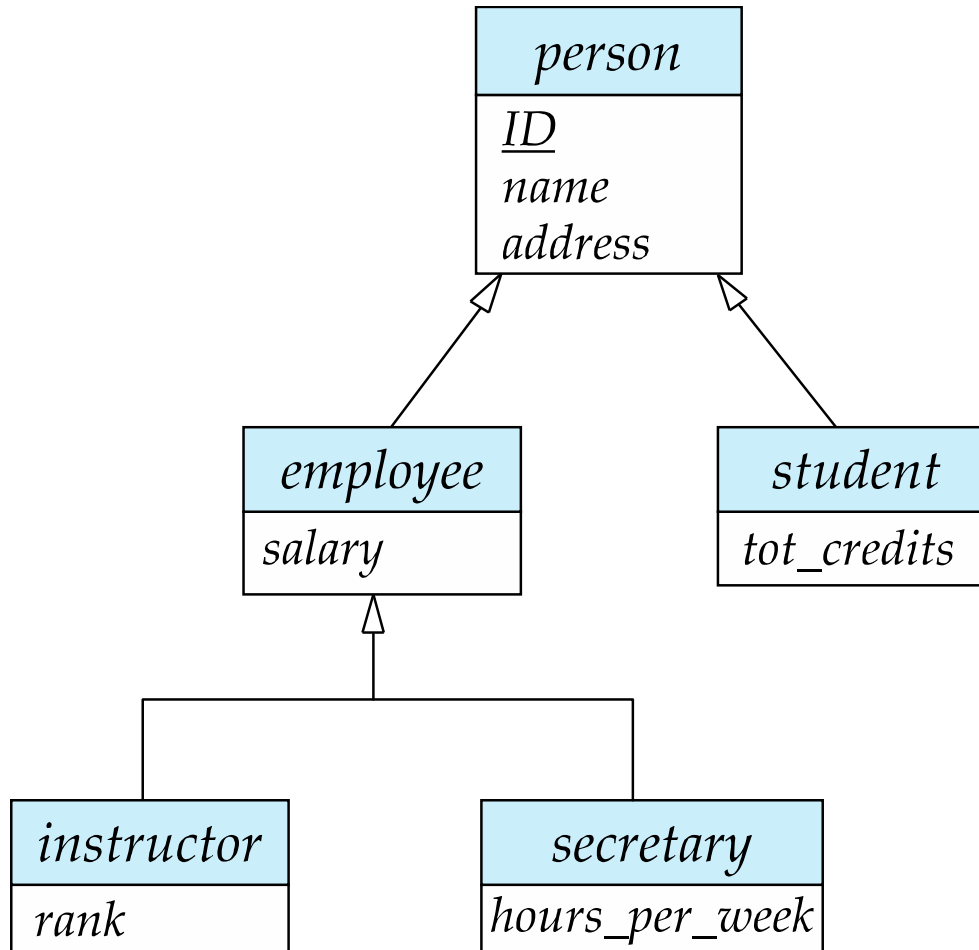 person
ID
name
address
employee
student
salary
tot_credits
instructor
secretary
rank
hours_per_week